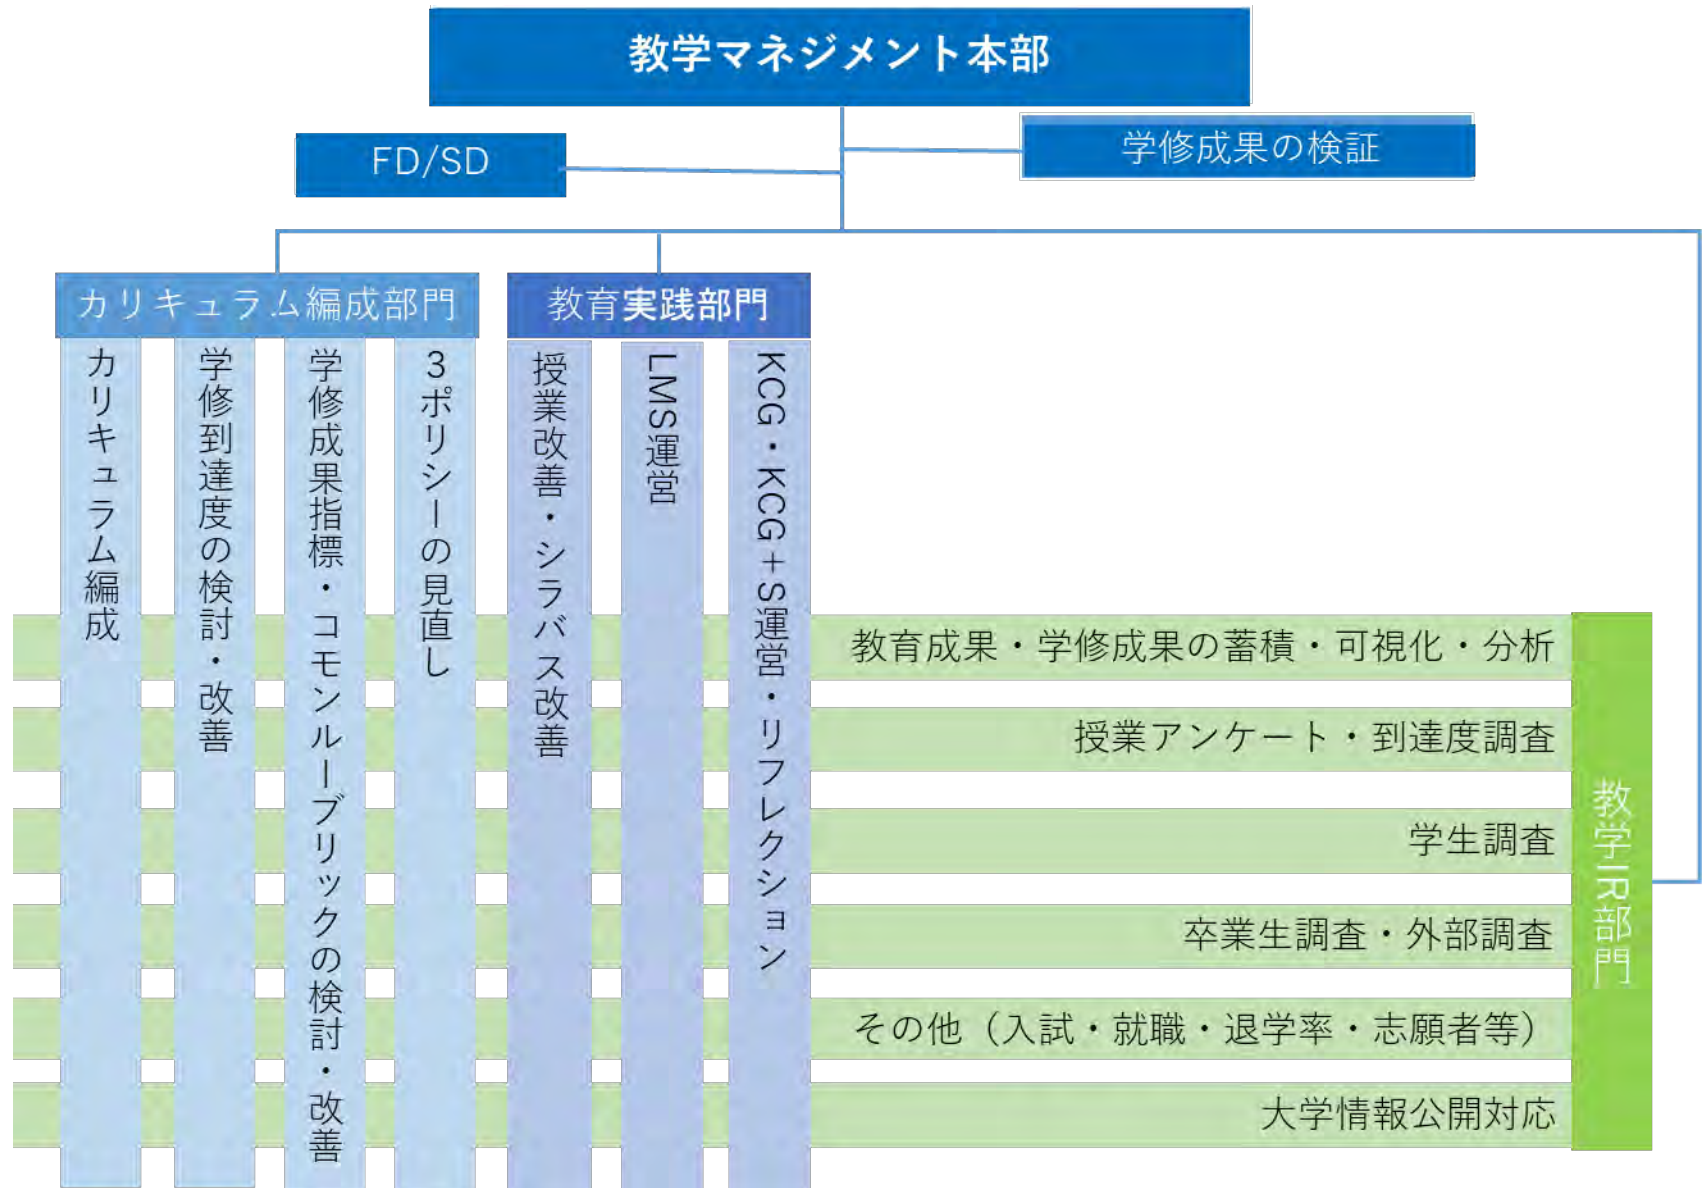 教学マネジメント本部
学修成果の検証
FD/SD
カリキュラム編成部門
教育実践部門
カリキュラム編成
学修到達度の検討・改善
学修成果指標・コモンルーブリックの検討・改善
3ポリシーの見直し
授業改善・シラバス改善
LMS運営
KCG・KCG+S運営・リフレクション
教育成果・学修成果の蓄積・可視化・分析
授業アンケート・到達度調査
学生調査
卒業生調査・外部調査
その他（入試・就職・退学率・志願者等）
大学情報公開対応
教学IR部門